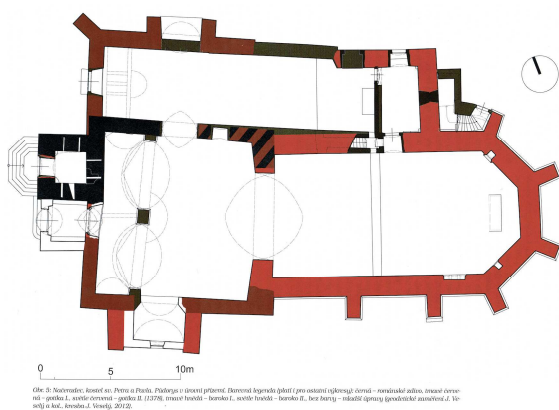 0
5
10m
Obr. 5: Načeradec, kostel sv. Petra a Pavla. Půdorys v úrovni přízemí. Barevná legenda (platí i pro ostatní výkresy): černá – románské zdivo, tmavě červe-
ná – gotika I., světle červená – gotika II. (1378), tmavě hnědá – baroko I., světle hnědá – baroko II., bez barvy – mladší úpravy (geodetické zaměření J. Ve-
selý a kol., kresba J. Veselý, 2012).